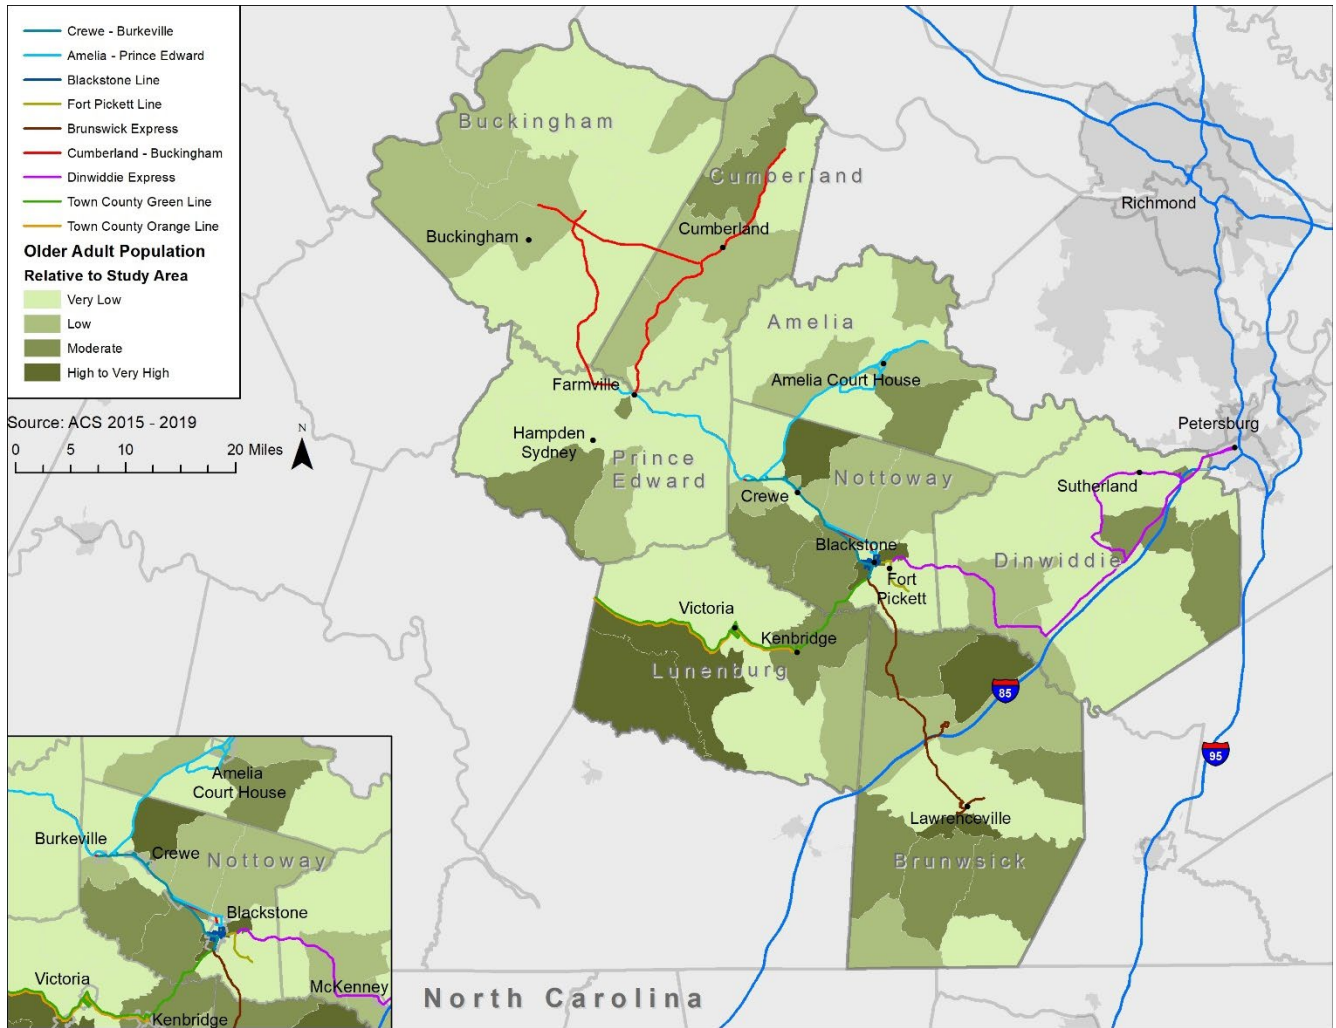 Crewe - Burkeville
Amelia - Prince Edward
Blackstone Line
Fort Pickett Line
Brunswick Express
Cumberland - Buckingham
Dinwiddie Express
Town County Green Line
Town County Orange Line
Older Adult Population
Relative to Study Area
Very Low
Low
Moderate
High to Very High
Source: ACS 2015 - 2019
0 5 10 20 Miles
N
Buckingham
Cumberland
Richmond
Cumberland
Buckingham
Amelia
Amelia Court House
Farmville
Petersburg
Hampden
Sydney
Prince
Edward
Nottoway
Sutherland
Crewe
Blackstone
Dinwiddie
Fort
Pickett
Victoria
Kenbridge
Lunenburg
85
95
Lawrenceville
Brunwsick
North Carolina
Amelia
Court House
Burkeville
Crewe
Nottoway
Blackstone
Victoria
McKenney
Kenbridge